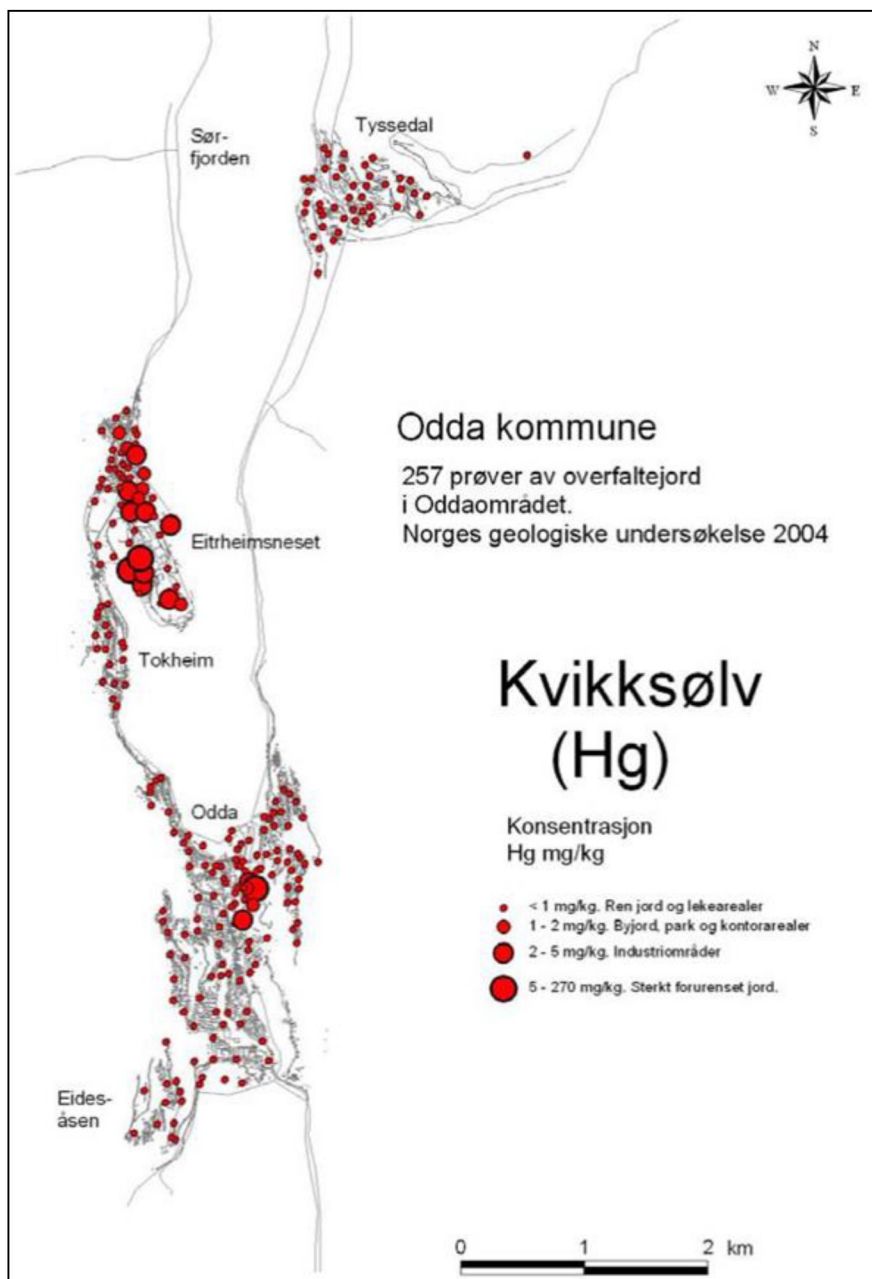 N
W E
S
Tyssedal
Sør-
fjorden
Odda kommune
257 prøver av overfaltejord
i Oddaområdet.
Norges geologiske undersøkelse 2004
Eitrheimsneset
Tokheim
Kvikksølv
(Hg)
Odda
Konsentrasjon
Hg mg/kg
< 1 mg/kg. Ren jord og lekearealer
1 - 2 mg/kg. Byjord, park og kontorarealer
2 - 5 mg/kg. Industriområder
5 - 270 mg/kg. Sterkt forurenset jord.
Eides-
åsen
0 1 2 km